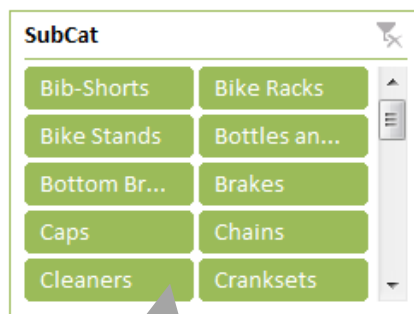 SubCat
Bib-Shorts Bike Racks
Bike Stands Bottles an...
Bottom Br... Brakes
Caps Chains
Cleaners Cranksets